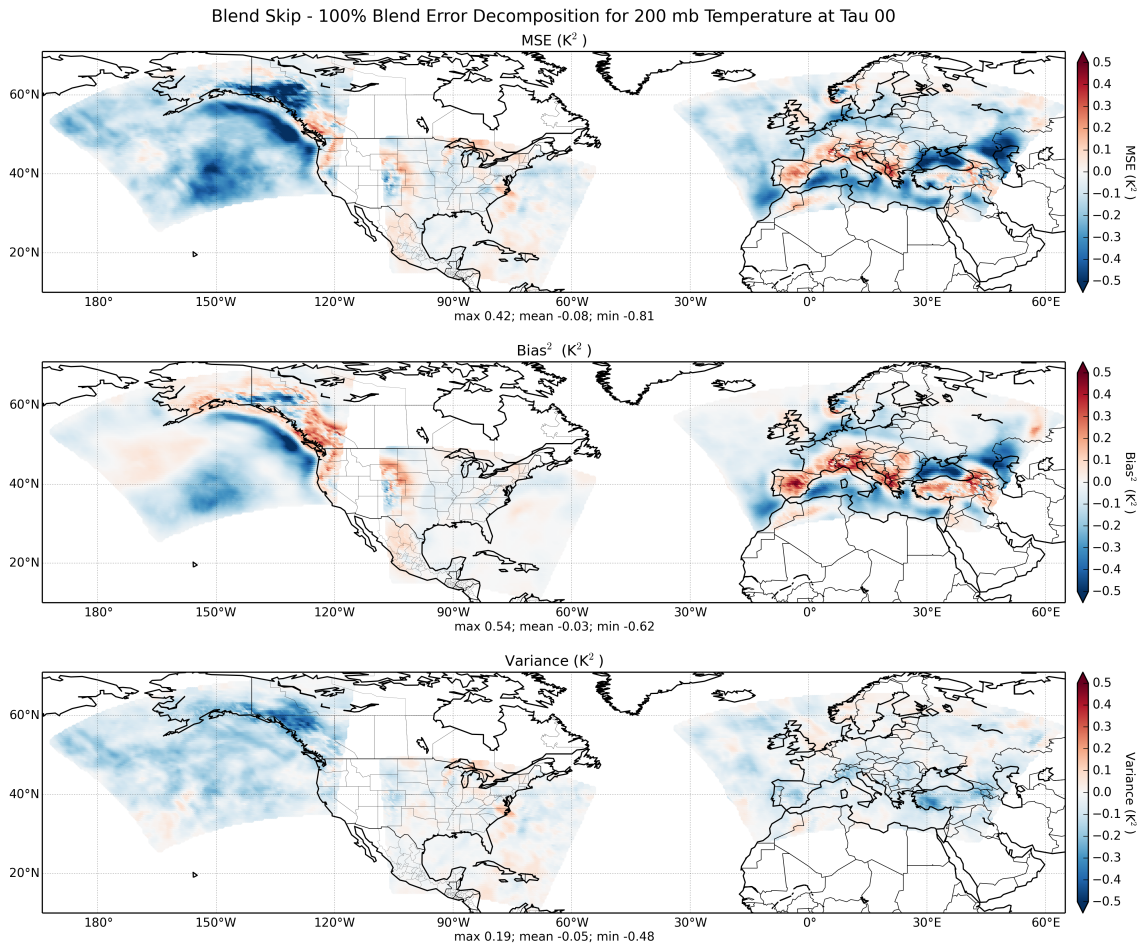 Blend Skip - 100% Blend Error Decomposition for 200 mb Temperature at Tau 00
MSE (K²)
60°N
40°N
20°N
180°
150°W
120°W
90°W
60°W
30°W
0°
30°E
60°E
max 0.42; mean -0.08; min -0.81
0.5
0.4
0.3
0.2
0.1
0.0
−0.1
−0.2
−0.3
−0.4
−0.5
MSE (K²)
Bias² (K²)
60°N
40°N
20°N
180°
150°W
120°W
90°W
60°W
30°W
0°
30°E
60°E
max 0.54; mean -0.03; min -0.62
0.5
0.4
0.3
0.2
0.1
0.0
−0.1
−0.2
−0.3
−0.4
−0.5
Bias² (K²)
Variance (K²)
60°N
40°N
20°N
180°
150°W
120°W
90°W
60°W
30°W
0°
30°E
60°E
max 0.19; mean -0.05; min -0.48
0.5
0.4
0.3
0.2
0.1
0.0
−0.1
−0.2
−0.3
−0.4
−0.5
Variance (K²)